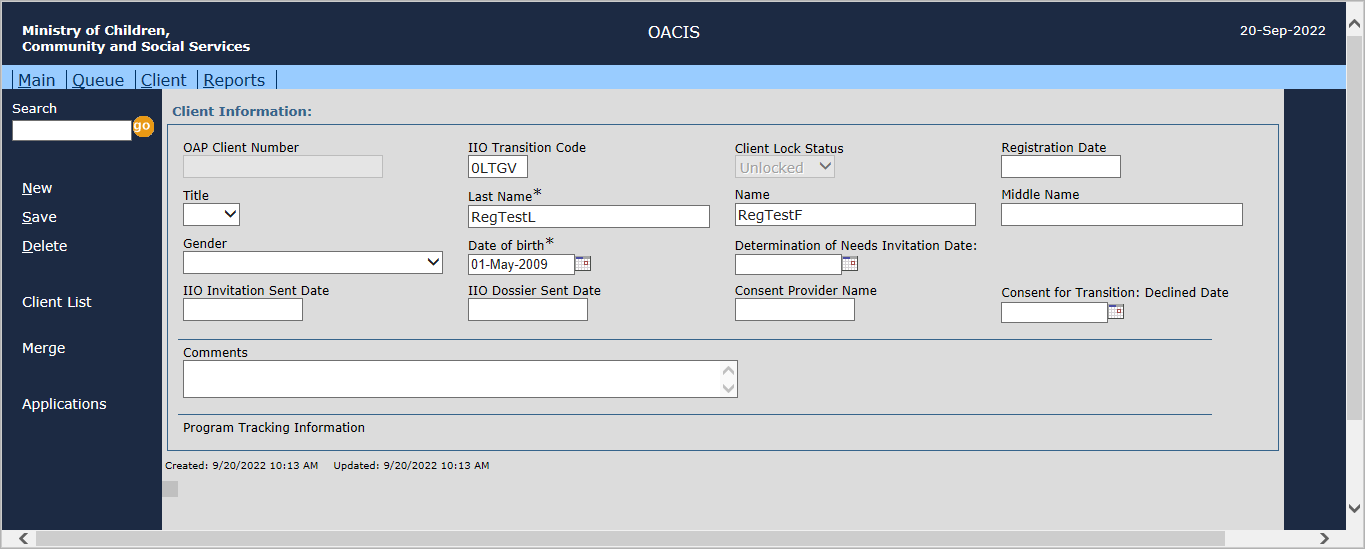 Ministry of Children,
Community and Social Services
OACIS
20-Sep-2022
Main Queue Client Reports
Search
go
New
Save
Delete
Client List
Merge
Applications
Client Information:
OAP Client Number IIO Transition Code Client Lock Status Registration Date
0LTGV Unlocked
Title Last Name* Name Middle Name
RegTestL RegTestF
Gender Date of birth* Determination of Needs Invitation Date:
01-May-2009
IIO Invitation Sent Date IIO Dossier Sent Date Consent Provider Name Consent for Transition: Declined Date
Comments
Program Tracking Information
Created: 9/20/2022 10:13 AM Updated: 9/20/2022 10:13 AM